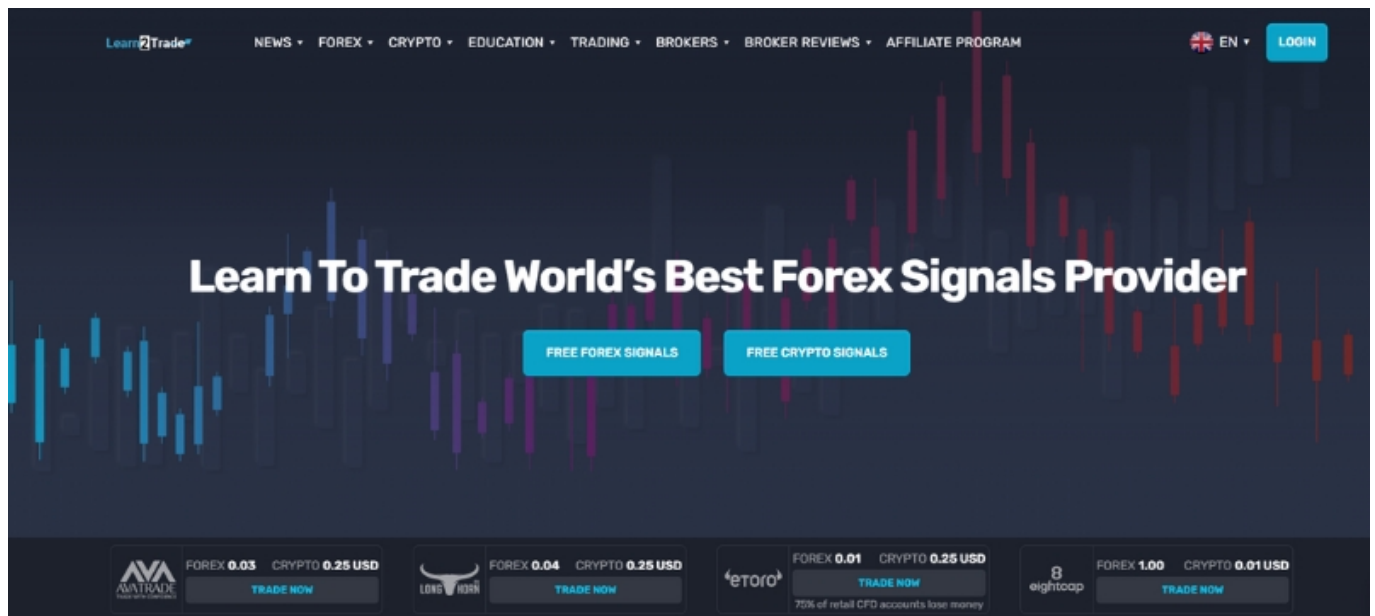 Learn2Trade
NEWS FOREX CRYPTO EDUCATION TRADING BROKERS BROKER REVIEWS AFFILIATE PROGRAM
EN
LOGIN
Learn To Trade World's Best Forex Signals Provider
FREE FOREX SIGNALS
FREE CRYPTO SIGNALS
AVA
AVATRADE
TRADE WITH CONFIDENCE
FOREX 0.03 CRYPTO 0.25 USD
TRADE NOW
LONG HORN
FOREX 0.04 CRYPTO 0.25 USD
TRADE NOW
eToro
FOREX 0.01 CRYPTO 0.25 USD
TRADE NOW
75% of retail CFD accounts lose money
8
eightcap
FOREX 1.00 CRYPTO 0.01 USD
TRADE NOW